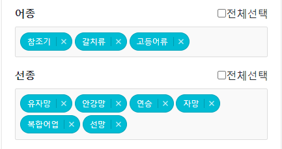 어종 전체선택
참조기 × 갈치류 × 고등어류 ×
선종 전체선택
유자망 × 안강망 × 연승 × 자망 ×
복합어업 × 선망 ×